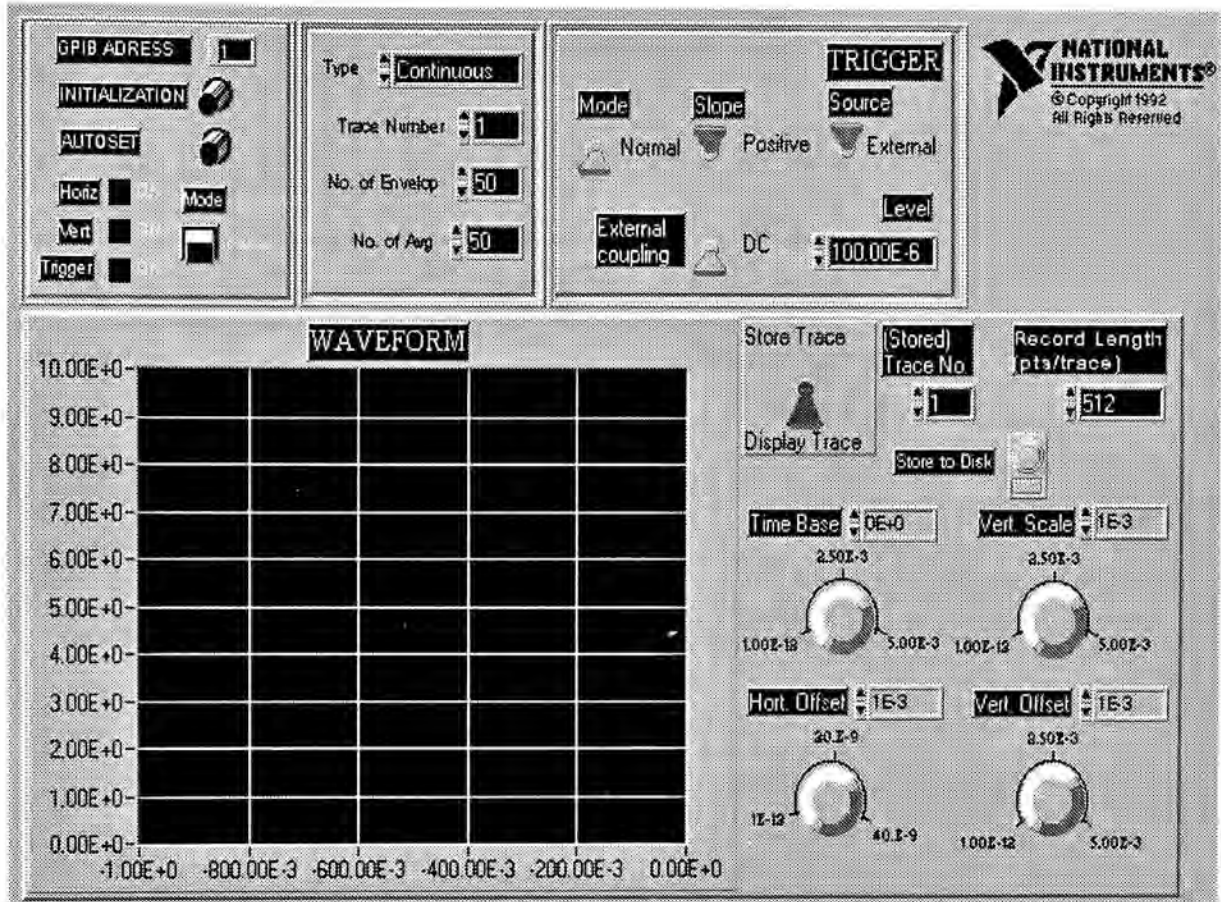 GPIB ADRESS 1
INITIALIZATION
AUTOSET
Horiz
Mode
Vert
Trigger
Type Continuous
Trace Number 1
No. of Envelop 50
No. of Avg 50
TRIGGER
Mode Slope Source
Normal Positive External
Level
External
coupling
DC
100.00E-6
NATIONAL
INSTRUMENTS®
© Copyright 1992
All Rights Reserved
WAVEFORM
10.00E+0
9.00E+0
8.00E+0
7.00E+0
6.00E+0
5.00E+0
4.00E+0
3.00E+0
2.00E+0
1.00E+0
0.00E+0
-1.00E+0 -800.00E-3 -600.00E-3 -400.00E-3 -200.00E-3 0.00E+0
Store Trace
Display Trace
(Stored)
Trace No.
1
Record Length
(pts/trace)
512
Store to Disk
Time Base 0E+0
2.50E-3
1.00E-12 5.00E-3
Vert. Scale 1E-3
2.50E-3
1.00E-12 5.00E-3
Hort. Offset 1E-3
20.E-9
1E-12 40.E-9
Vert. Offset 1E-3
2.50E-3
1.00E-12 5.00E-3